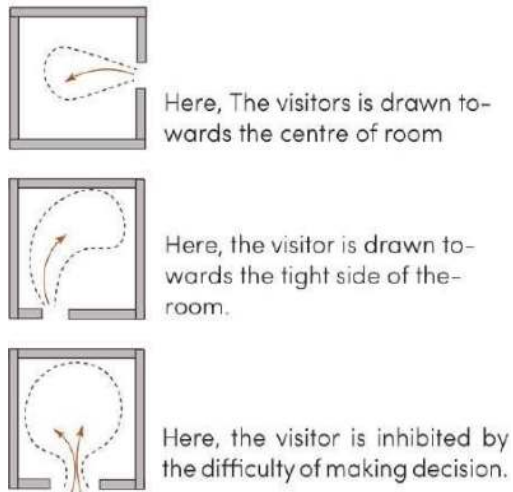 Here, The visitors is drawn to-
wards the centre of room
Here, the visitor is drawn to-
wards the tight side of the-
room.
Here, the visitor is inhibited by
the difficulty of making decision.